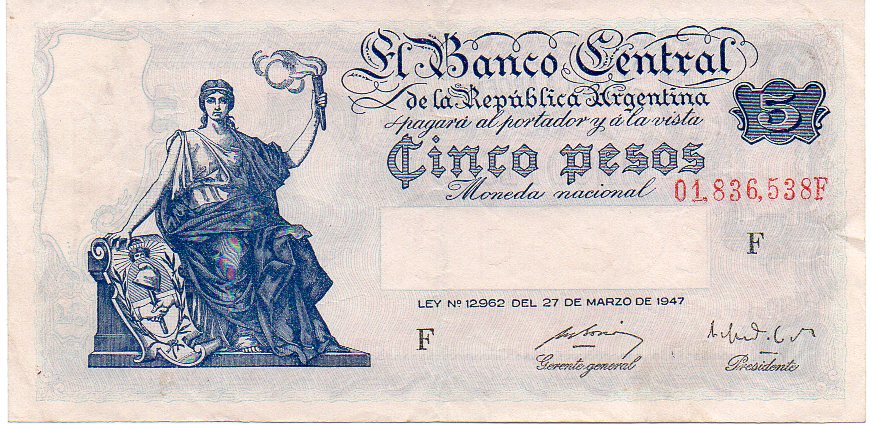 El Banco Central
de la República Argentina
pagará al portador y á la vista
Cinco pesos
Moneda nacional
5
01,836,538F
F
LEY Nº 12.962 DEL 27 DE MARZO DE 1947
F
Gerente general
Presidente